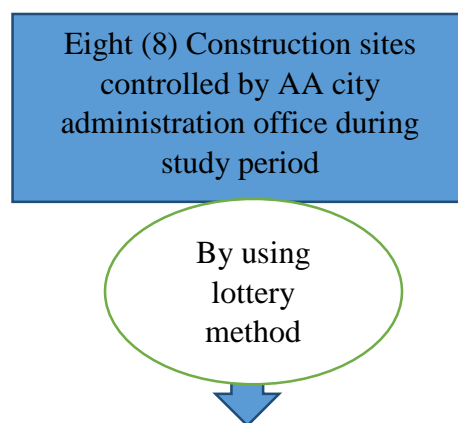 Eight (8) Construction sites
controlled by AA city
administration office during
study period
By using
lottery
method